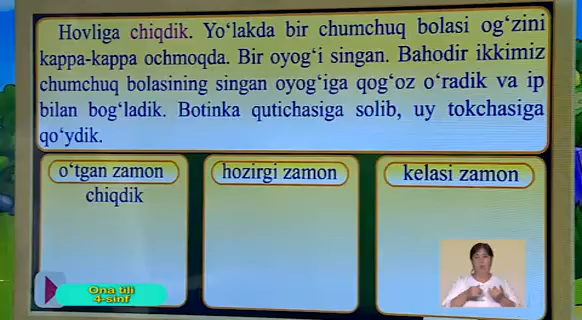 Hovliga chiqdik. Yo‘lakda bir chumchuq bolasi og‘zini
kappa-kappa ochmoqda. Bir oyog‘i singan. Bahodir ikkimiz
chumchuq bolasining singan oyog‘iga qog‘oz o‘radik va ip
bilan bog‘ladik. Botinka qutichasiga solib, uy tokchasiga
qo‘ydik.
o‘tgan zamon
chiqdik
hozirgi zamon
kelasi zamon
Ona tili
4-sinf